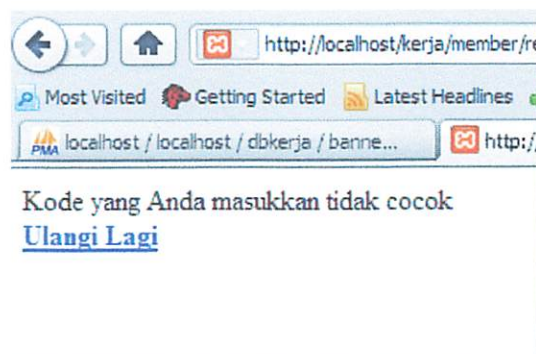 http://localhost/kerja/member/re
Most Visited Getting Started Latest Headlines
PMA localhost / localhost / dbkerja / banne... http:/
Kode yang Anda masukkan tidak cocok
Ulangi Lagi